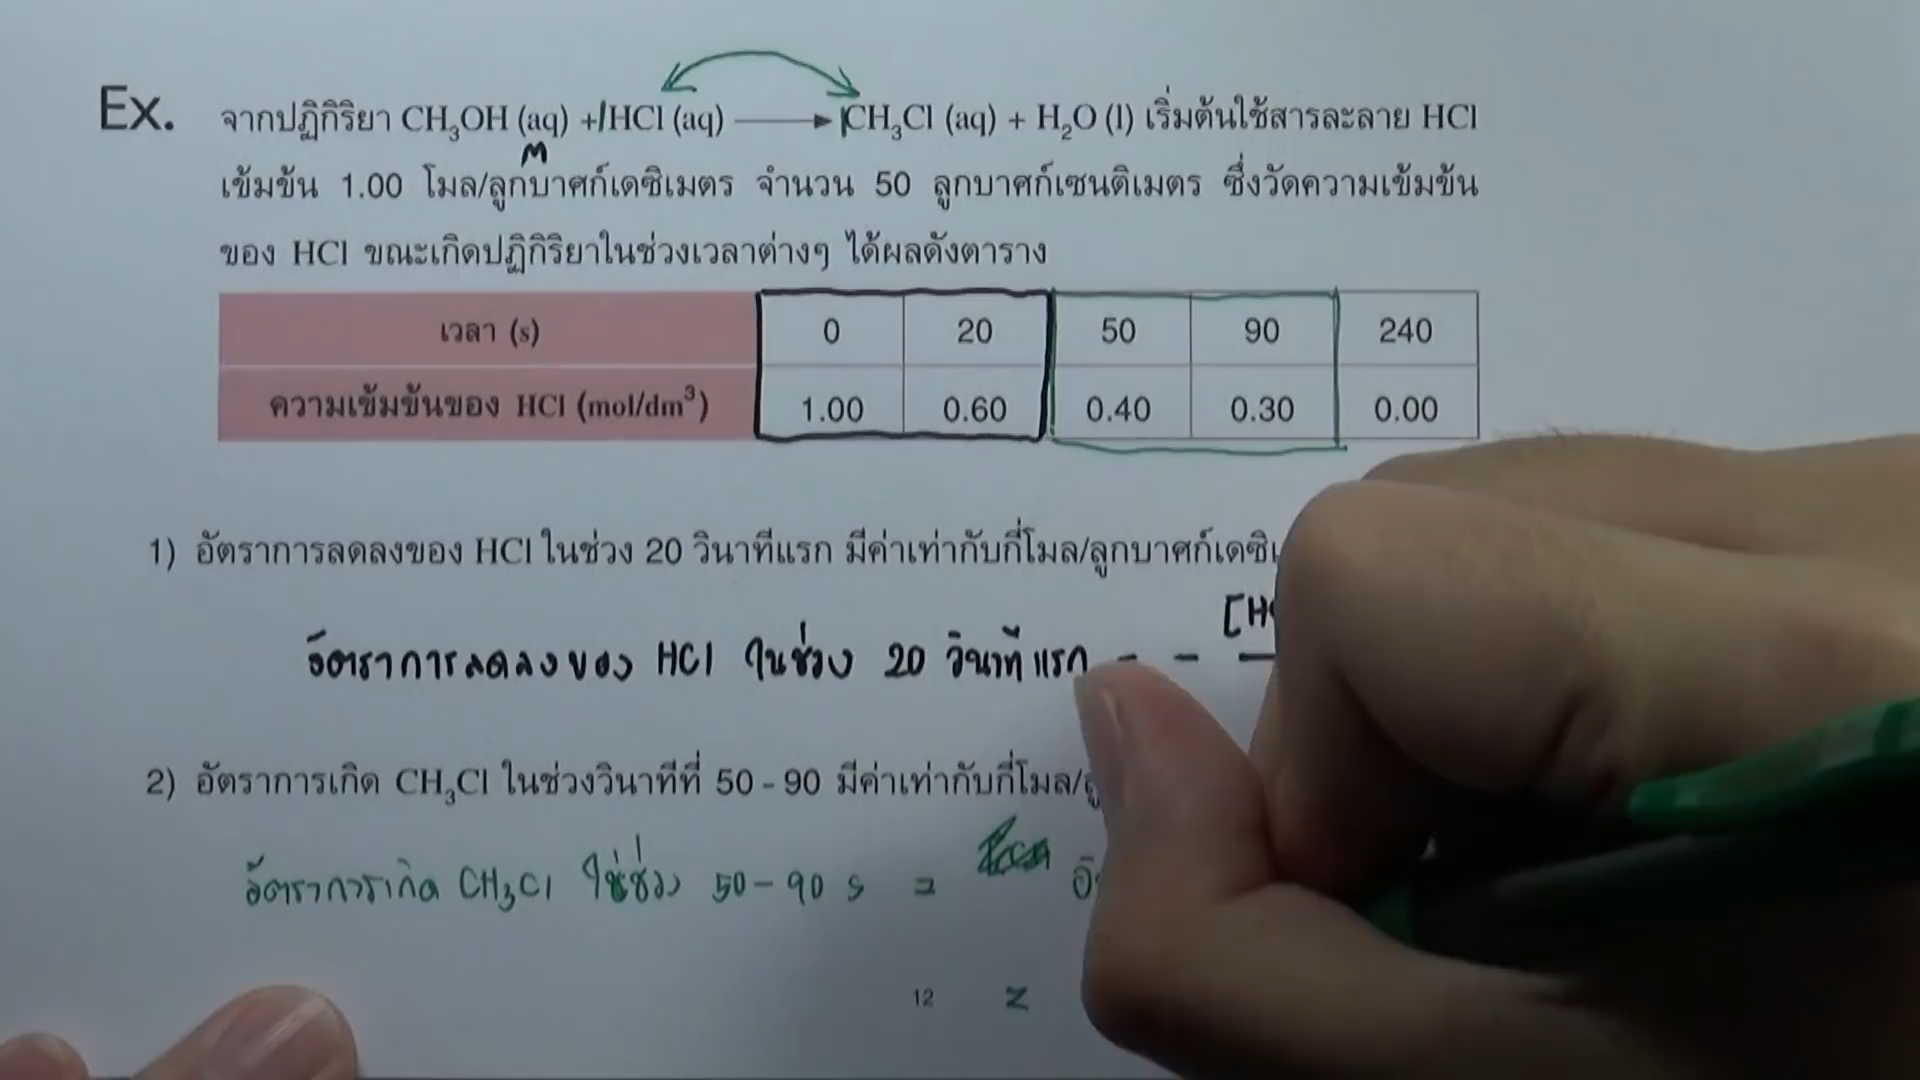 Ex. จากปฏิกิริยา CH₃OH (aq) + HCl (aq) → CH₃Cl (aq) + H₂O (l) เริ่มต้นใช้สารละลาย HCl
M
เข้มข้น 1.00 โมล/ลูกบาศก์เดซิเมตร จำนวน 50 ลูกบาศก์เซนติเมตร ซึ่งวัดความเข้มข้น
ของ HCl ขณะเกิดปฏิกิริยาในช่วงเวลาต่างๆ ได้ผลดังตาราง
เวลา (s) 0 20 50 90 240
ความเข้มข้นของ HCl (mol/dm³) 1.00 0.60 0.40 0.30 0.00
1) อัตราการลดลงของ HCl ในช่วง 20 วินาทีแรก มีค่าเท่ากับกี่โมล/ลูกบาศก์
อัตราการลดลงของ HCl ในช่วง 20 วินาทีแรก
2) อัตราการเกิด CH₃Cl ในช่วงวินาทีที่ 50 - 90 มีค่าเท่ากับกี่โมล/
อัตราการเกิด CH₃Cl ช่วง 50 - 90 s =
12 =